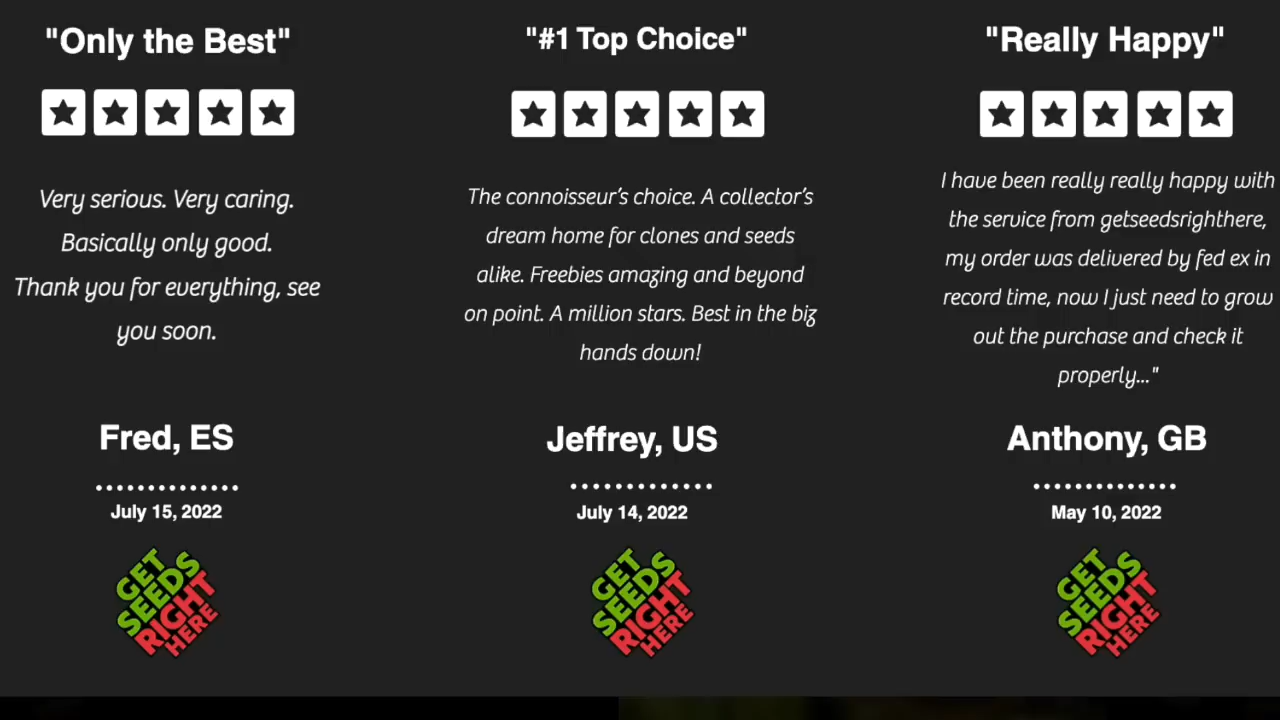 "Only the Best"
Very serious. Very caring.
Basically only good.
Thank you for everything, see
you soon.
Fred, ES
July 15, 2022
GET
SEEDS
RIGHT
HERE
"#1 Top Choice"
The connoisseur's choice. A collector's
dream home for clones and seeds
alike. Freebies amazing and beyond
on point. A million stars. Best in the biz
hands down!
Jeffrey, US
July 14, 2022
GET
SEEDS
RIGHT
HERE
"Really Happy"
I have been really really happy with
the service from getseedsrighthere,
my order was delivered by fed ex in
record time, now I just need to grow
out the purchase and check it
properly..."
Anthony, GB
May 10, 2022
GET
SEEDS
RIGHT
HERE